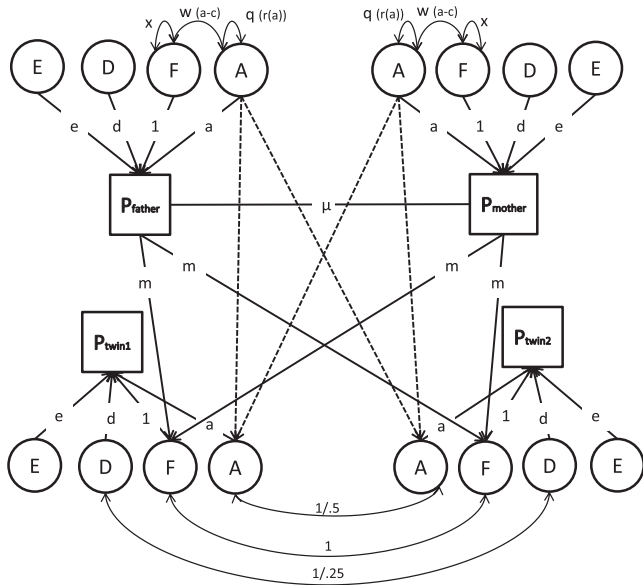 x w (a-c) q (r(a)) q (r(a)) w (a-c) x
E D F A A F D E
e d 1 a a 1 d e
Pfather μ Pmother
m m m m
Ptwin1 Ptwin2
e d 1 a a 1 d e
E D F A A F D E
1/.5
1
1/.25